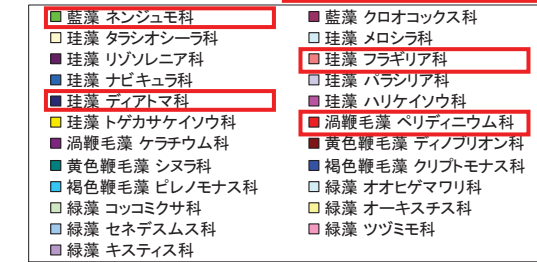 藍藻 ネンジュモ科
珪藻 タラシオシーラ科
珪藻 リゾソレニア科
珪藻 ナビキュラ科
珪藻 ディアトマ科
珪藻 トゲカサケイソウ科
渦鞭毛藻 ケラチウム科
黄色鞭毛藻 シヌラ科
褐色鞭毛藻 ピレノモナス科
緑藻 コッコミクサ科
緑藻 セネデスムス科
緑藻 キスティス科
藍藻 クロオコックス科
珪藻 メロシラ科
珪藻 フラギリア科
珪藻 バラシリア科
珪藻 ハリケイソウ科
渦鞭毛藻 ペリディニウム科
黄色鞭毛藻 ディノブリオン科
褐色鞭毛藻 クリプトモナス科
緑藻 オオヒゲマワリ科
緑藻 オーキスチス科
緑藻 ツヅミモ科